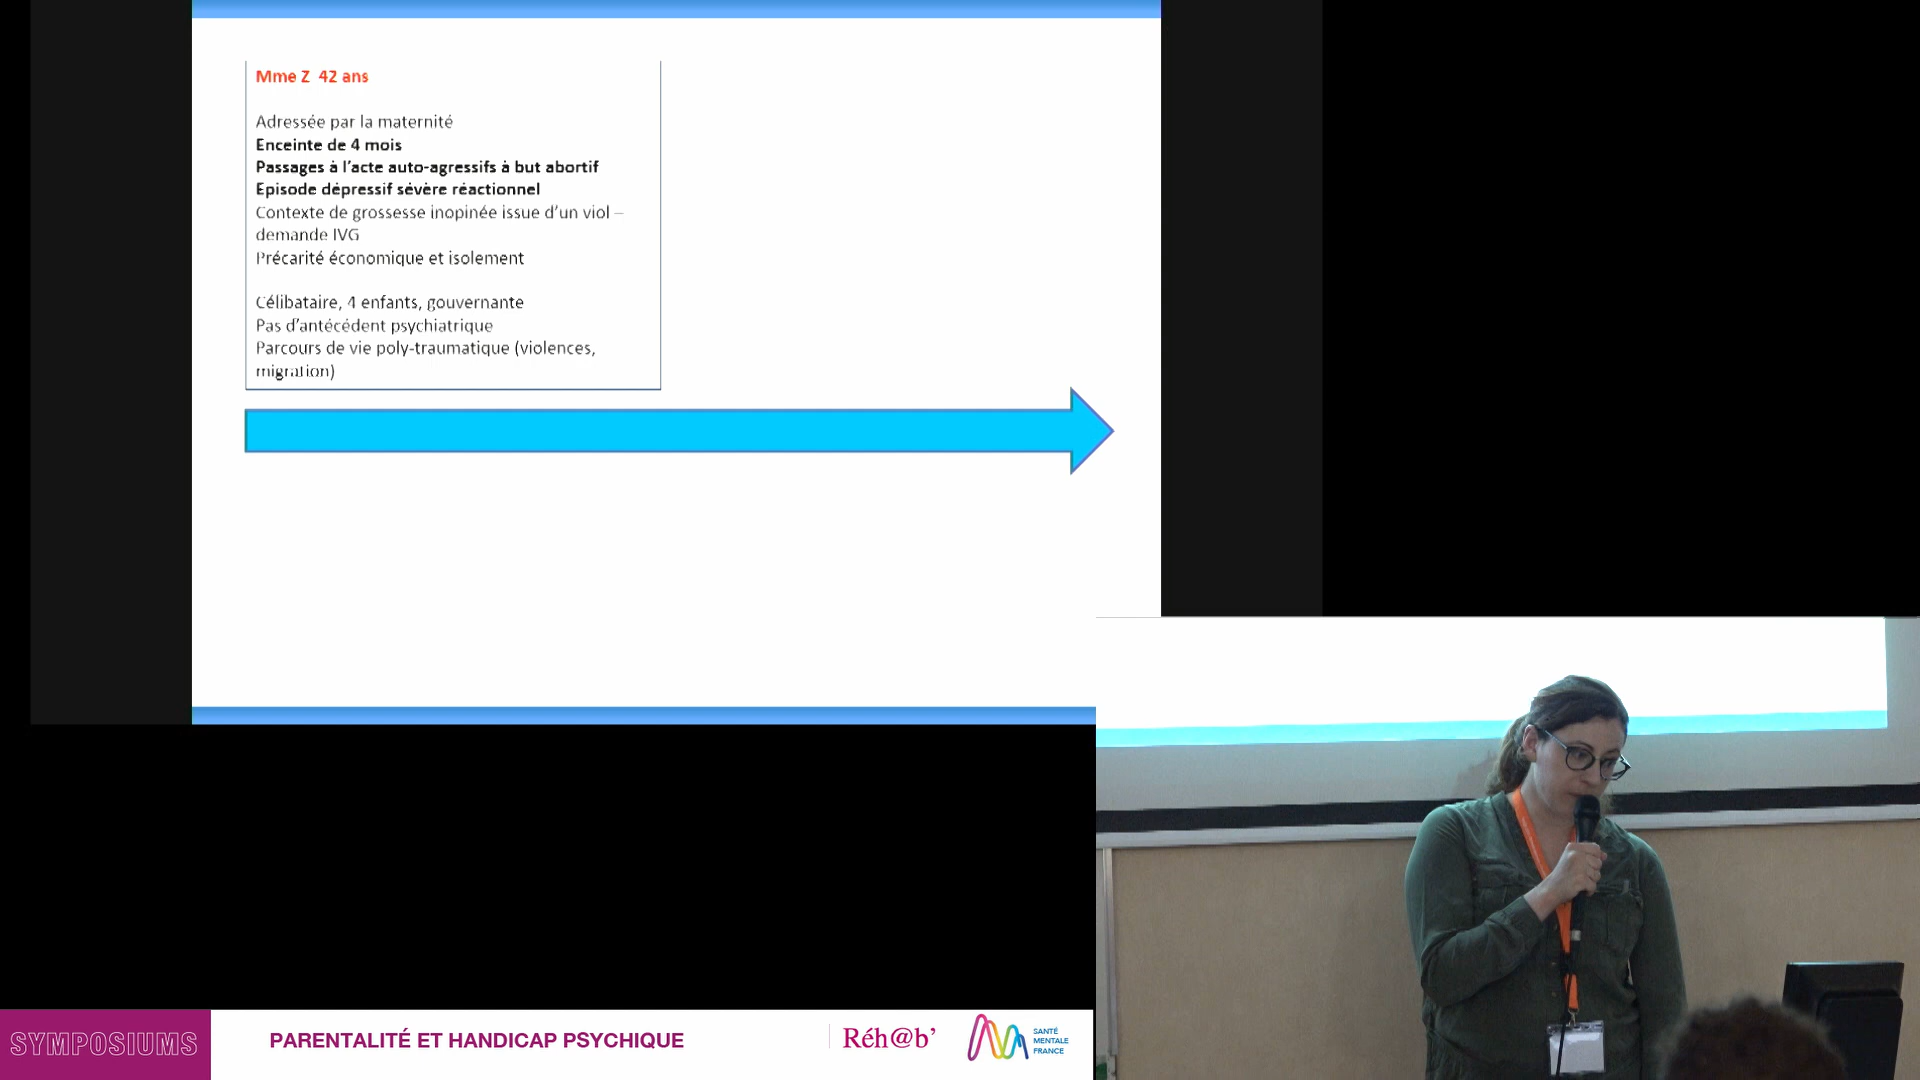 Mme Z 42 ans
Adressée par la maternité
Enceinte de 4 mois
Passages à l'acte auto-agressifs à but abortif
Episode dépressif sévère réactionnel
Contexte de grossesse inopinée issue d'un viol –
demande IVG
Précarité économique et isolement
Célibataire, 4 enfants, gouvernante
Pas d'antécédent psychiatrique
Parcours de vie poly-traumatique (violences,
migration)
SYMPOSIUMS
PARENTALITÉ ET HANDICAP PSYCHIQUE
Réh@b'
SANTÉ
MENTALE
FRANCE